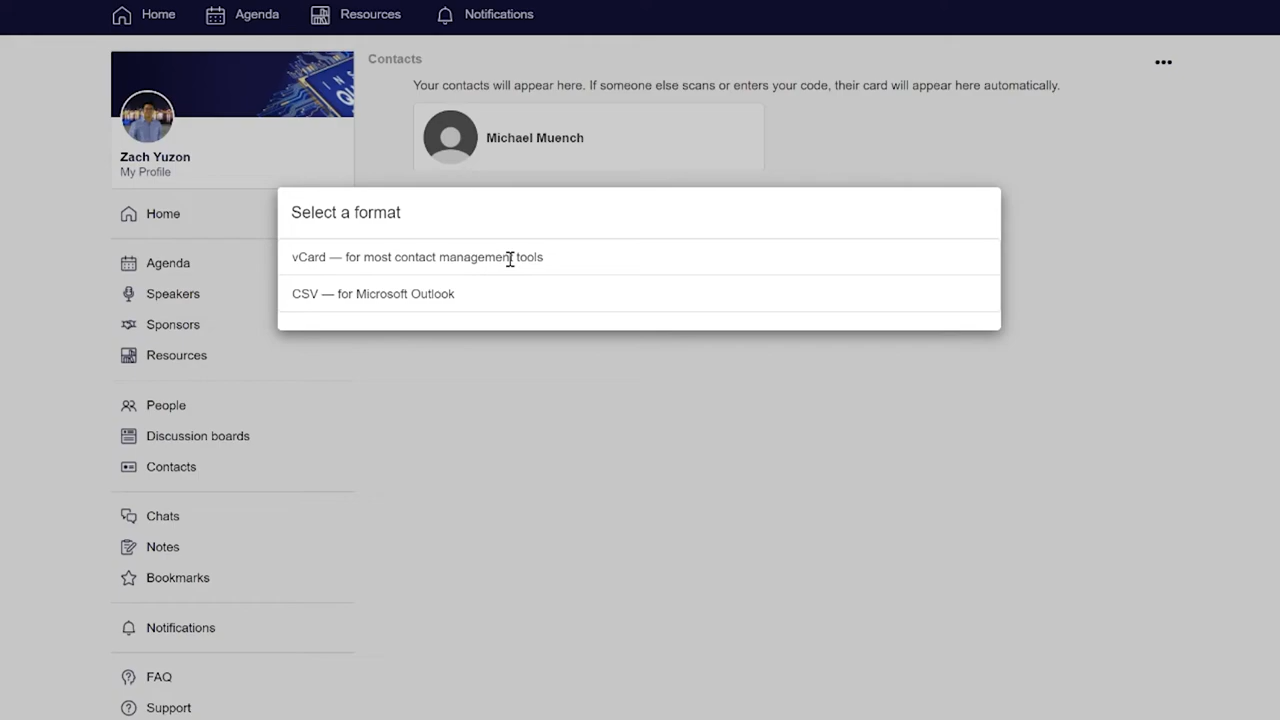 Home
Agenda
Resources
Notifications
Zach Yuzon
My Profile
Home
Agenda
Speakers
Sponsors
Resources
People
Discussion boards
Contacts
Chats
Notes
Bookmarks
Notifications
FAQ
Support
Contacts
Your contacts will appear here. If someone else scans or enters your code, their card will appear here automatically.
Michael Muench
Select a format
vCard — for most contact management tools
CSV — for Microsoft Outlook